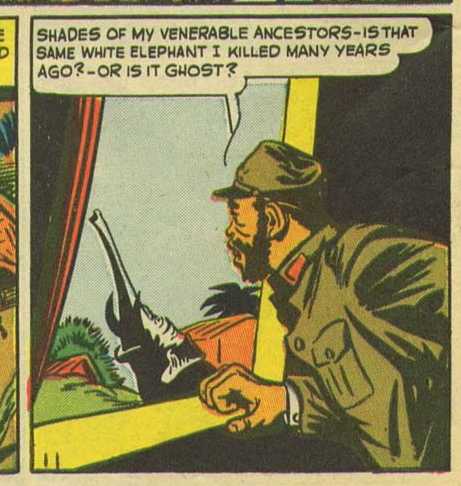 SHADES OF MY VENERABLE ANCESTORS-IS THAT
SAME WHITE ELEPHANT I KILLED MANY YEARS
AGO?-OR IS IT GHOST?